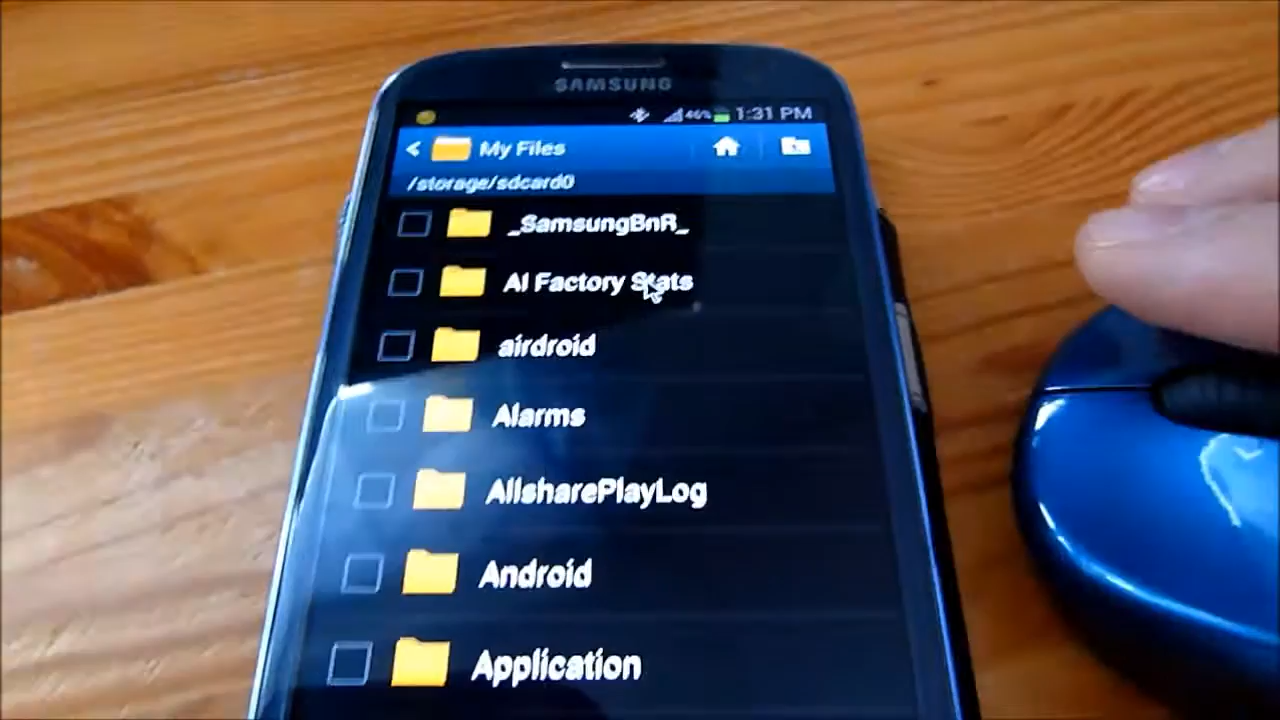 SAMSUNG
46% 1:31 PM
< My Files
/storage/sdcard0
_SamsungBnR_
AI Factory Stats
airdroid
Alarms
AllsharePlayLog
Android
Application